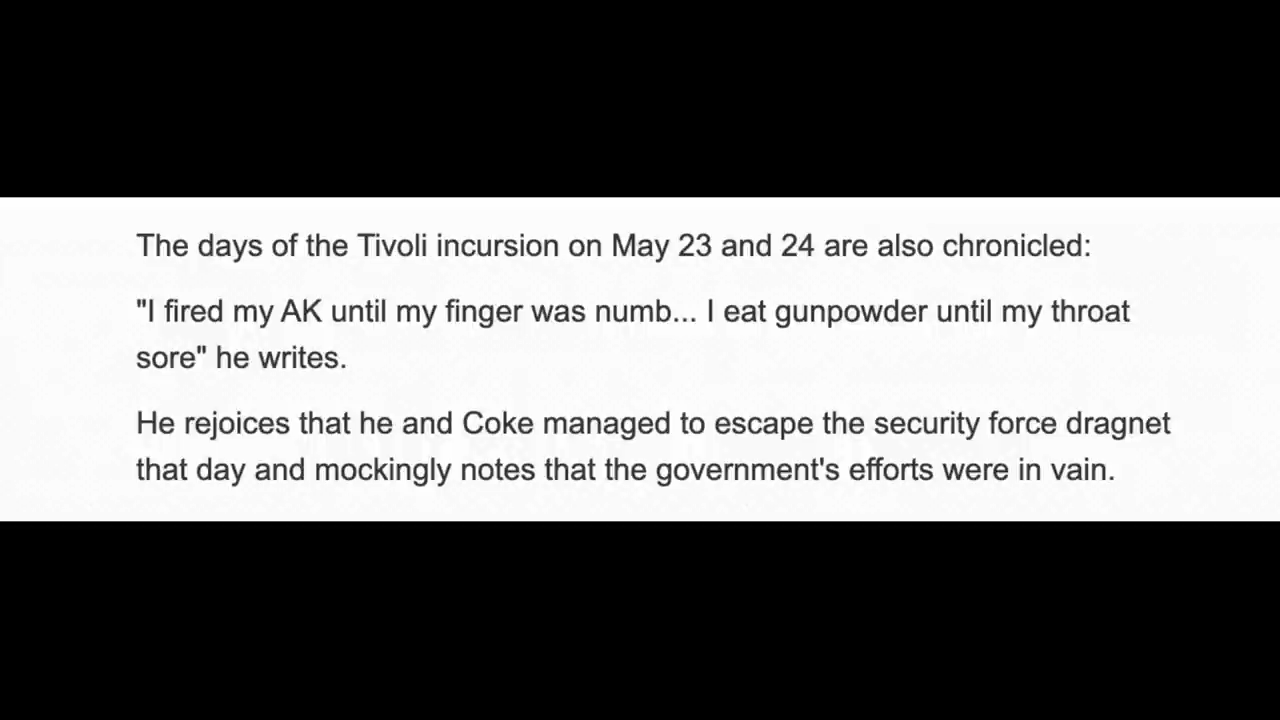 The days of the Tivoli incursion on May 23 and 24 are also chronicled:
"I fired my AK until my finger was numb... I eat gunpowder until my throat
sore" he writes.
He rejoices that he and Coke managed to escape the security force dragnet
that day and mockingly notes that the government's efforts were in vain.